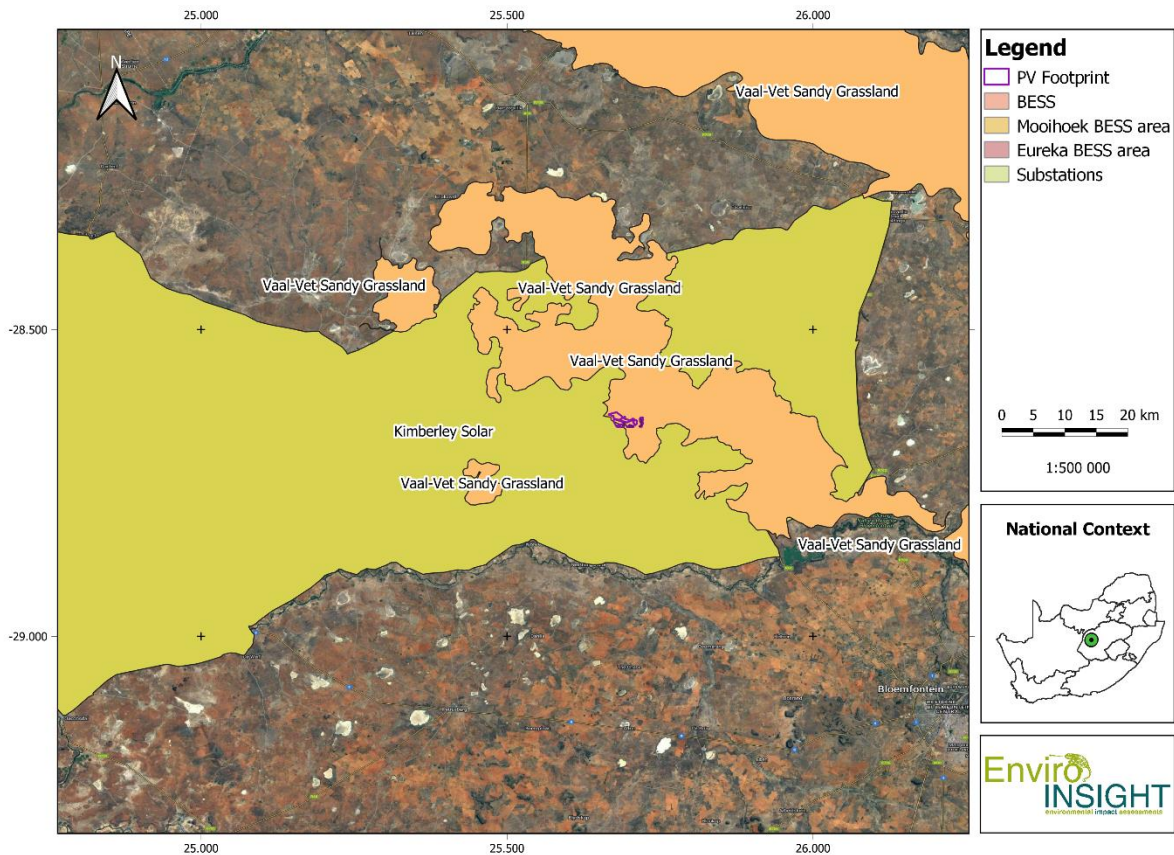 25.000
25.500
26.000
N
Vaal-Vet Sandy Grassland
Vaal-Vet Sandy Grassland
Vaal-Vet Sandy Grassland
-28.500
Vaal-Vet Sandy Grassland
Kimberley Solar
Vaal-Vet Sandy Grassland
Vaal-Vet Sandy Grassland
-29.000
Bloemfontein
25.000
25.500
26.000
Legend
PV Footprint
BESS
Mooihoek BESS area
Eureka BESS area
Substations
0 5 10 15 20 km
1:500 000
National Context
Enviro
INSIGHT
environmental impact assessments